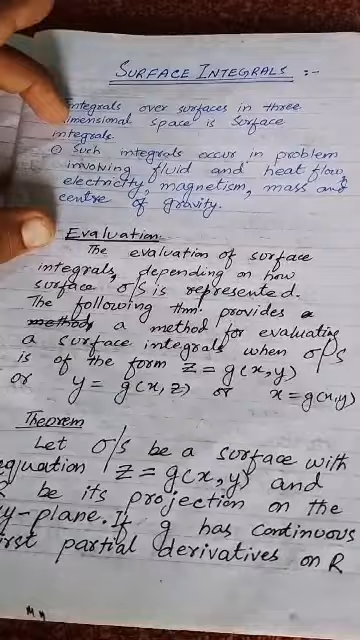 SURFACE INTEGRALS :-
Integrals over surfaces in three
dimensional space is Surface
integrals.
① Such integrals occur in problem
involving fluid and heat flow,
electricity, magnetism, mass and
centre of gravity.
Evaluation
The evaluation of surface
integrals, depending on how
surface σ/s is represented.
The following thm. provides a
method a method for evaluating
a surface integrals when σ/s
is of the form z = g(x,y)
or y = g(x,z) or x = g(x,y)
Theorem
Let σ/s be a surface with
equation z = g(x,y) and
be its projection on the
y-plane. If g has continuous
first partial derivatives on R